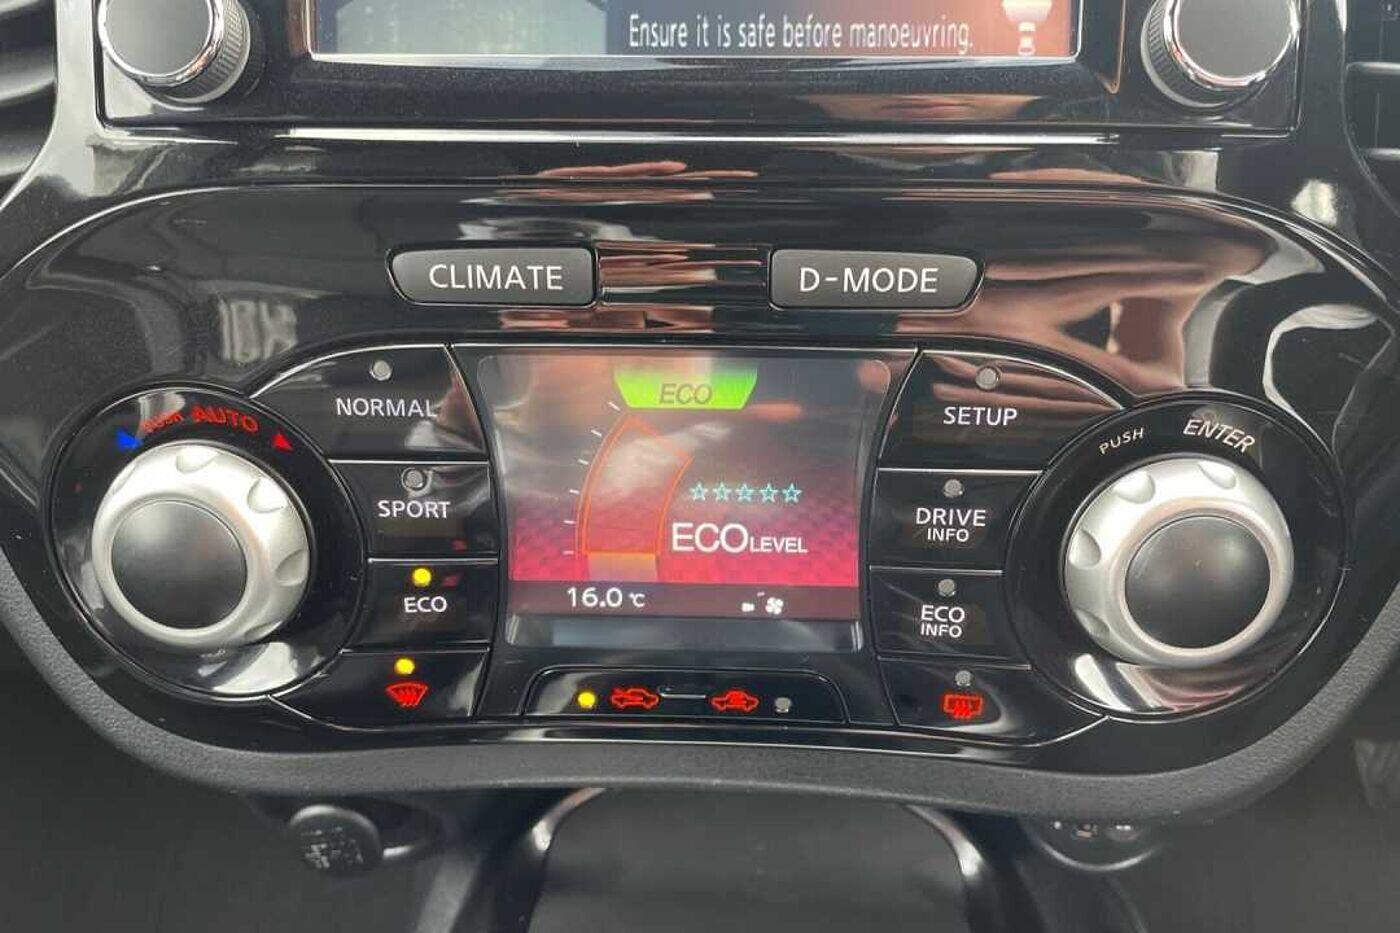 Ensure it is safe before manoeuvring.
CLIMATE
D-MODE
PUSH AUTO
NORMAL
ECO
SETUP
PUSH ENTER
SPORT
ECO LEVEL
DRIVE
INFO
ECO
ECO
INFO
16.0 °C